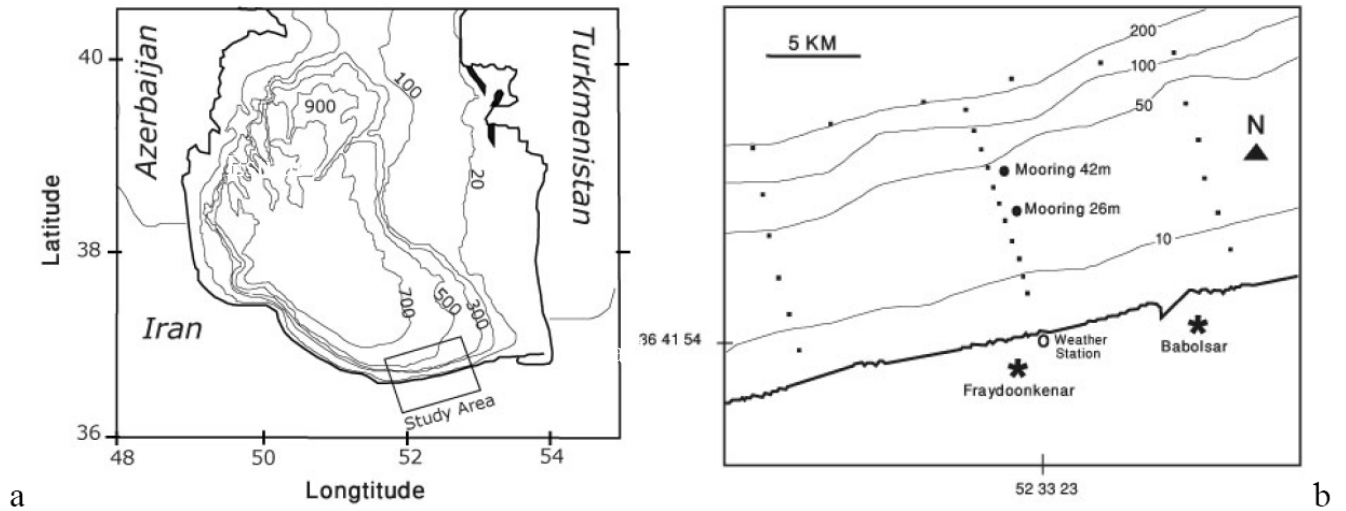 40
38
36
48
50
52
54
Latitude
Longtitude
Azerbaijan
Turkmenistan
Iran
900
100
20
700
500
300
Study Area
a
5 KM
200
100
50
N
Mooring 42m
Mooring 26m
10
36 41 54
Weather
Station
Babolsar
Fraydoonkenar
52 33 23
b